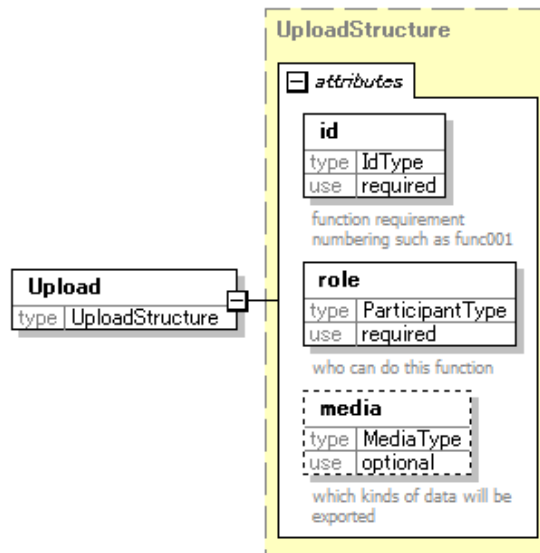 UploadStructure
attributes
id
type IdType
use required
function requirement
numbering such as func001
Upload
type UploadStructure
role
type ParticipantType
use required
who can do this function
media
type MediaType
use optional
which kinds of data will be
exported